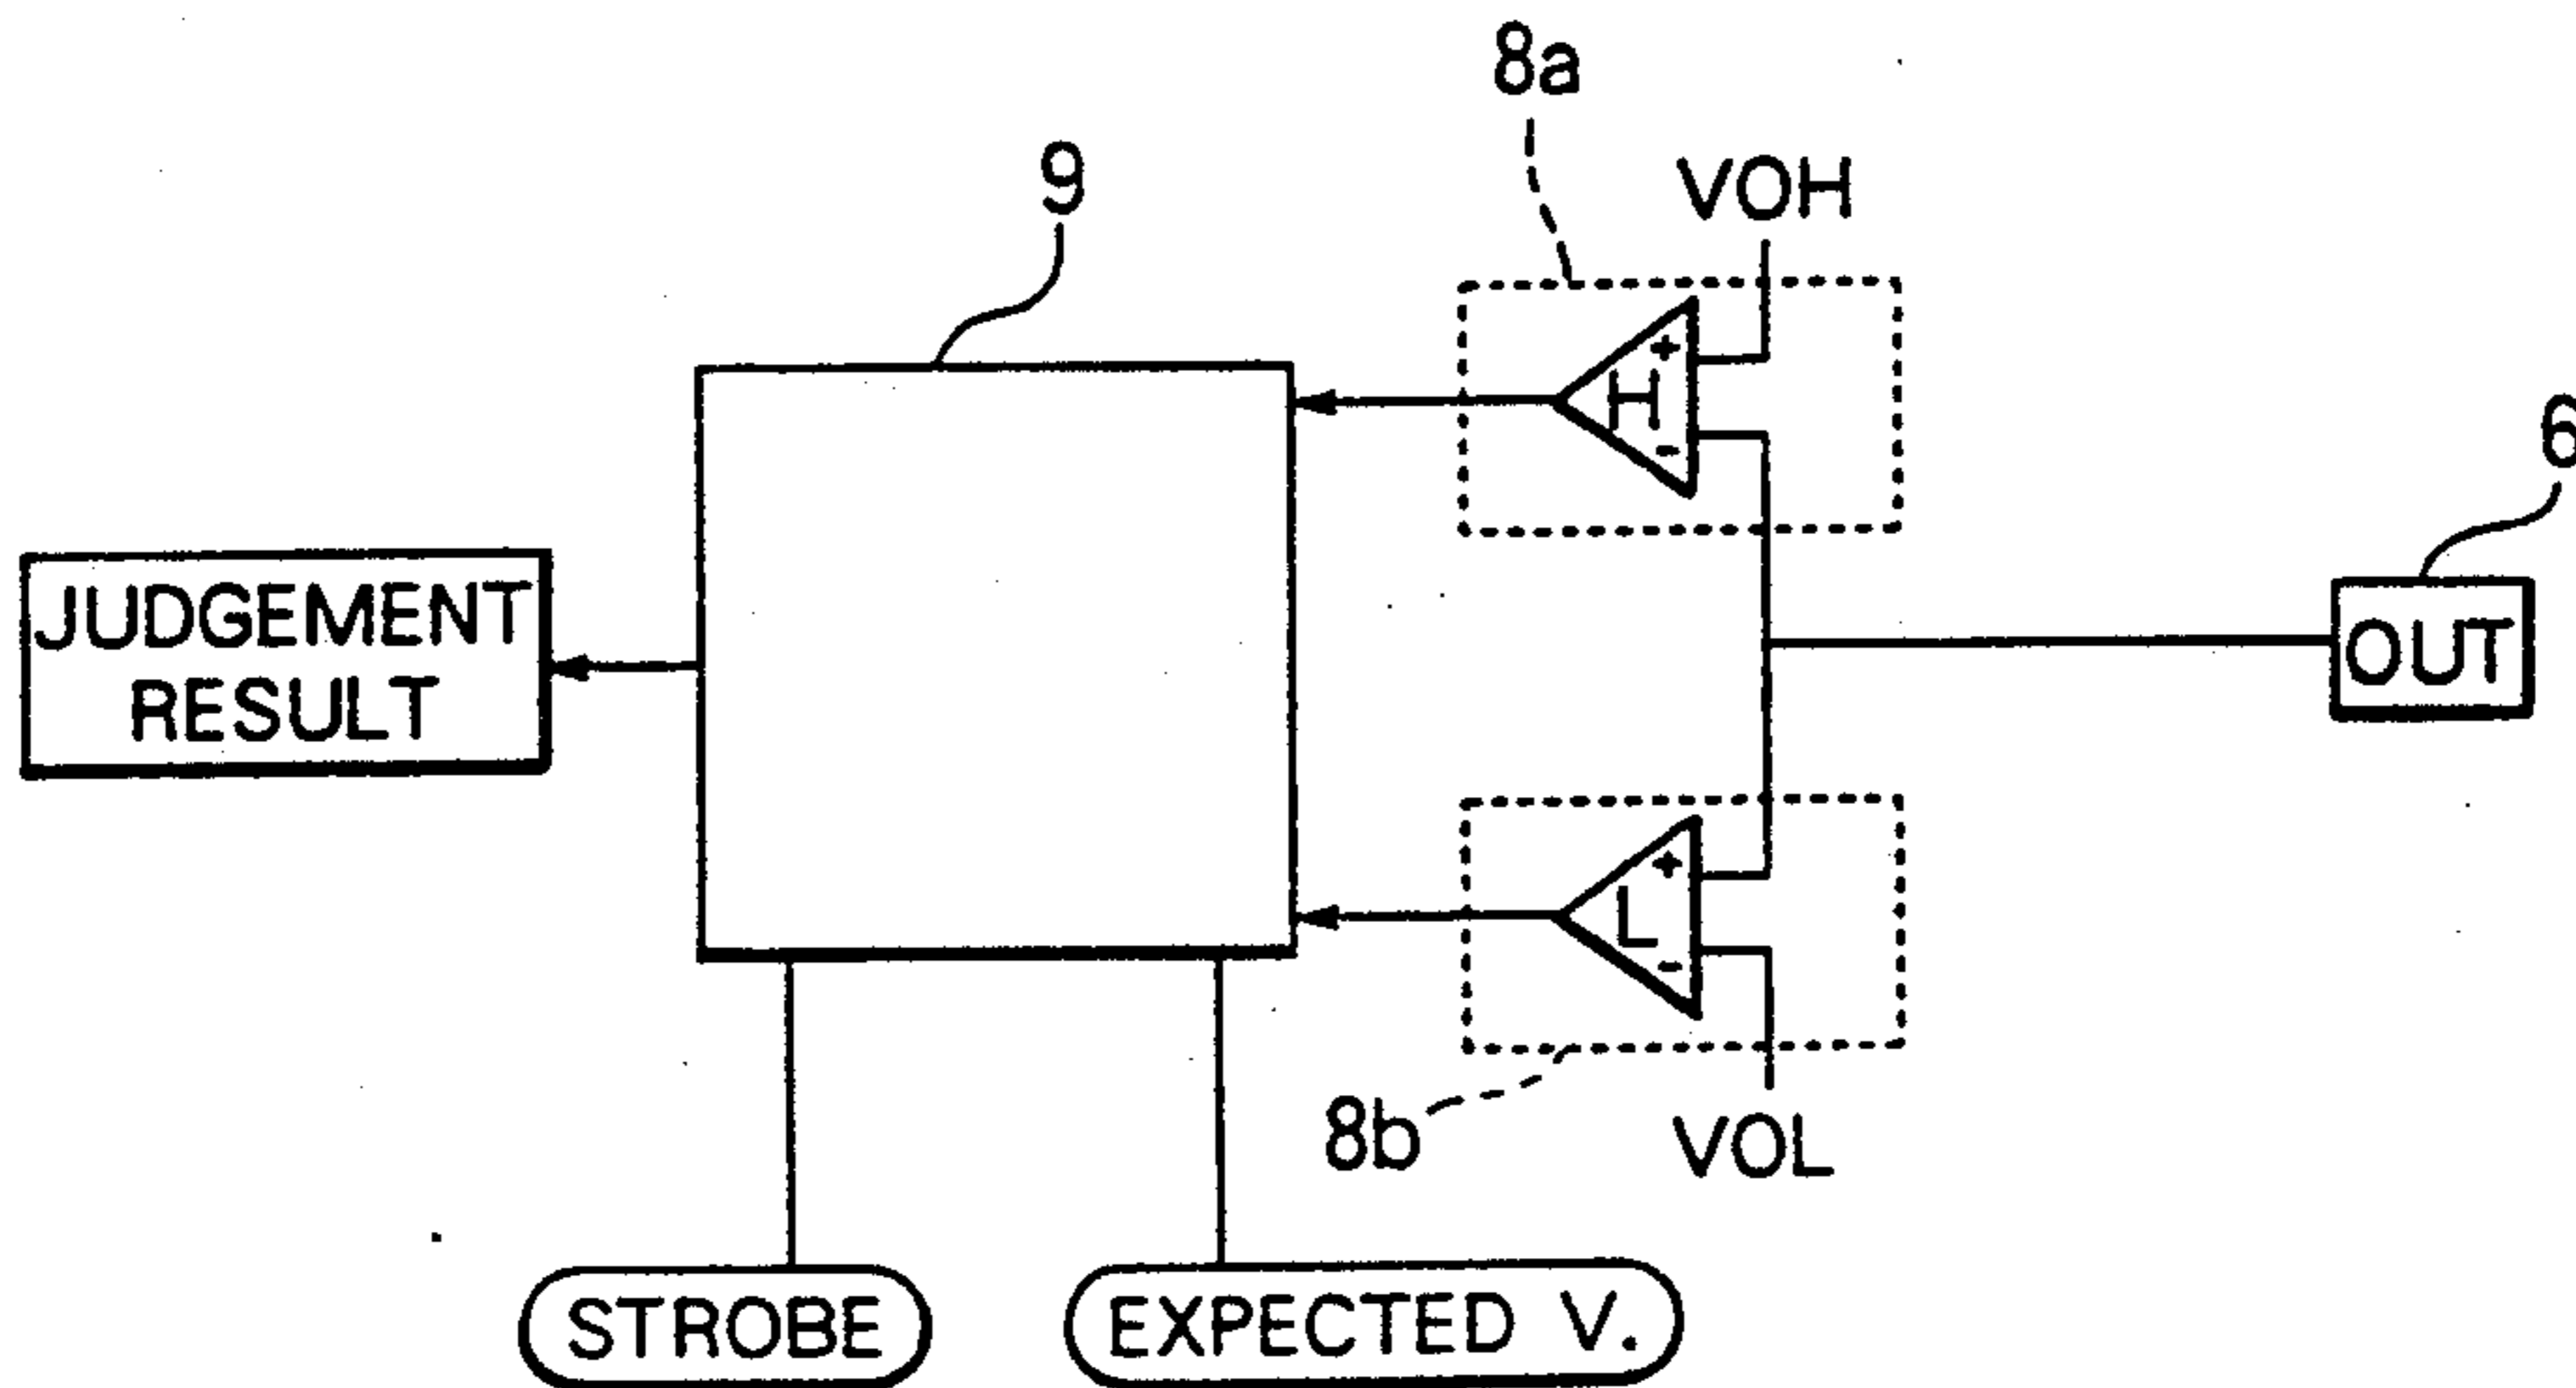 8a
9
VOH
+
H
-
6
JUDGEMENT
RESULT
OUT
+
L
-
8b
VOL
STROBE
EXPECTED V.